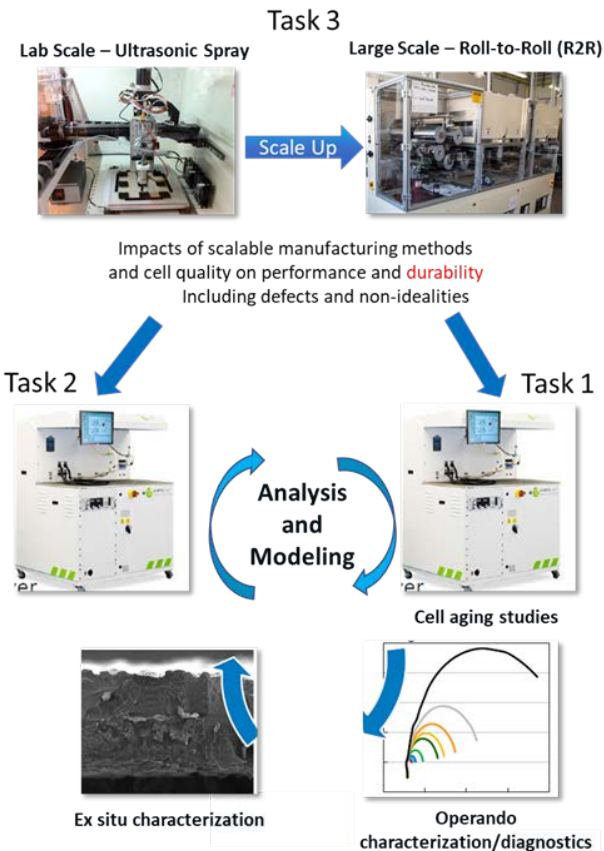 Task 3
Lab Scale – Ultrasonic Spray
Large Scale – Roll-to-Roll (R2R)
Scale Up
Impacts of scalable manufacturing methods
and cell quality on performance and durability
Including defects and non-idealities
Task 2
Task 1
Analysis
and
Modeling
Cell aging studies
Ex situ characterization
Operando
characterization/diagnostics